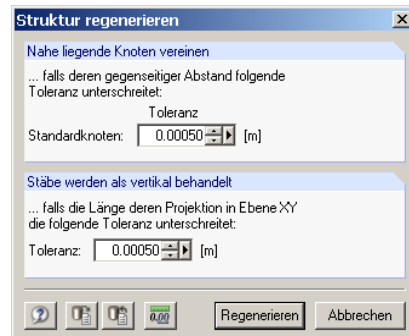 Struktur regenerieren
Nahe liegende Knoten vereinen
... falls deren gegenseitiger Abstand folgende
Toleranz unterschreitet:
Toleranz
Standardknoten: 0.00050 [m]
Stäbe werden als vertikal behandelt
... falls die Länge deren Projektion in Ebene XY
die folgende Toleranz unterschreitet:
Toleranz: 0.00050 [m]
0.00 Regenerieren Abbrechen